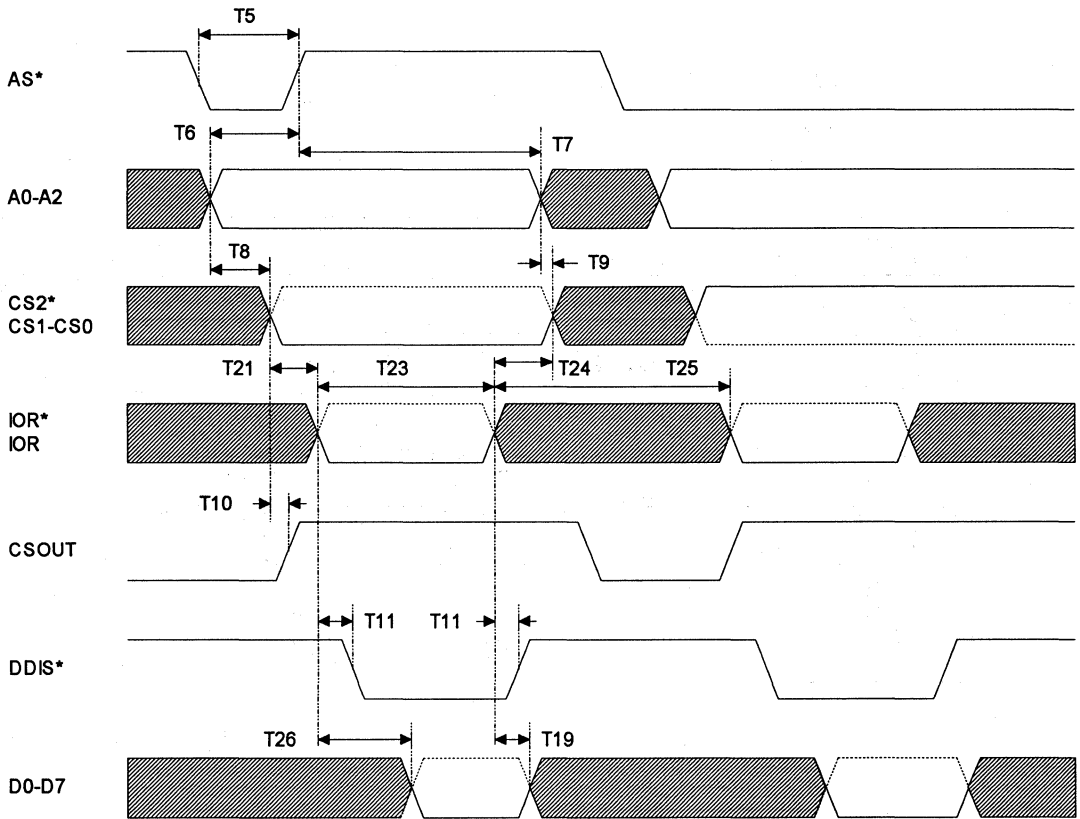 T5
AS*
T6
T7
A0-A2
T8
T9
CS2*
CS1-CS0
T21
T23
T24
T25
IOR*
IOR
T10
CSOUT
T11
T11
DDIS*
T26
T19
D0-D7